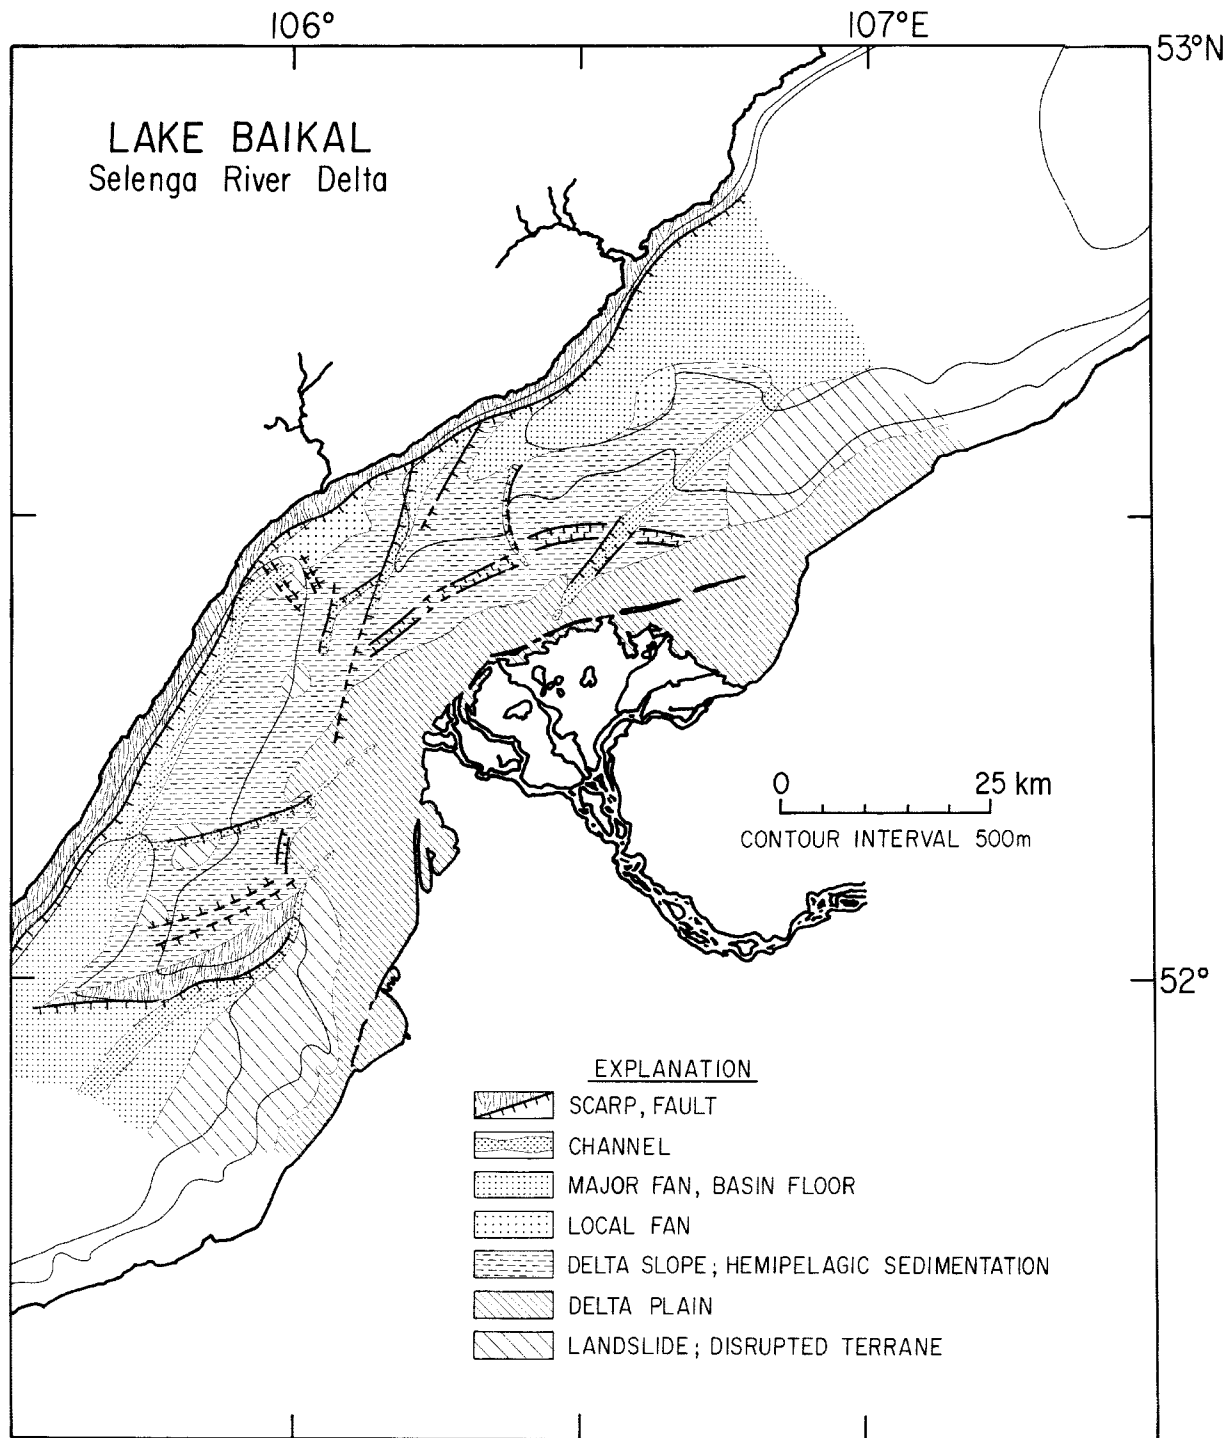 106°
107°E
53°N
LAKE BAIKAL
Selenga River Delta
0 25 km
CONTOUR INTERVAL 500m
52°
EXPLANATION
SCARP, FAULT
CHANNEL
MAJOR FAN, BASIN FLOOR
LOCAL FAN
DELTA SLOPE; HEMIPELAGIC SEDIMENTATION
DELTA PLAIN
LANDSLIDE; DISRUPTED TERRANE